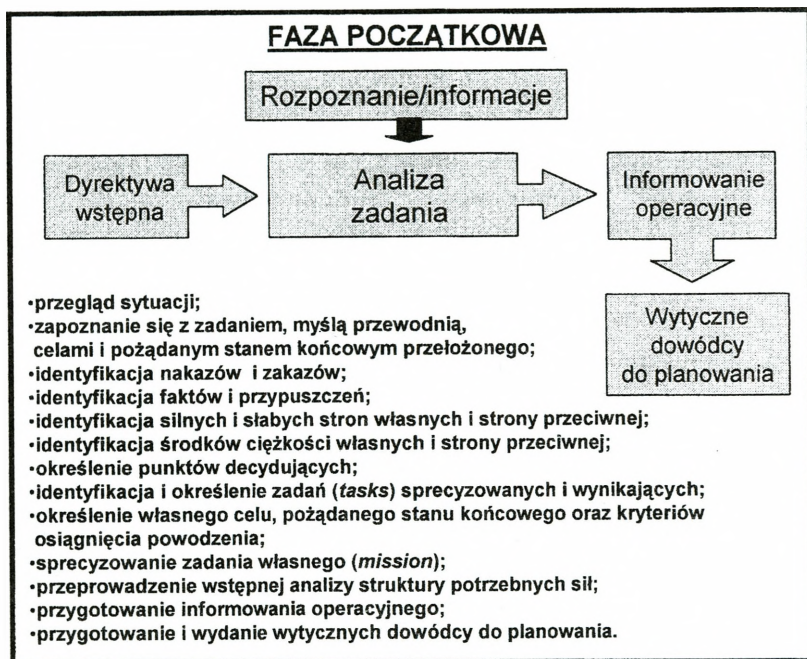 FAZA POCZĄTKOWA
Rozpoznanie/informacje
Dyrektywa
wstępna
Analiza
zadania
Informowanie
operacyjne
Wytyczne
dowódcy
do planowania
•przegląd sytuacji;
•zapoznanie się z zadaniem, myślą przewodnią,
celami i pożądanym stanem końcowym przełożonego;
•identyfikacja nakazów i zakazów;
•identyfikacja faktów i przypuszczeń;
•identyfikacja silnych i słabych stron własnych i strony przeciwnej;
•identyfikacja środków ciężkości własnych i strony przeciwnej;
•określenie punktów decydujących;
•identyfikacja i określenie zadań (tasks) sprecyzowanych i wynikających;
•określenie własnego celu, pożądanego stanu końcowego oraz kryteriów
osiągnięcia powodzenia;
•sprecyzowanie zadania własnego (mission);
•przeprowadzenie wstępnej analizy struktury potrzebnych sił;
•przygotowanie informowania operacyjnego;
•przygotowanie i wydanie wytycznych dowódcy do planowania.